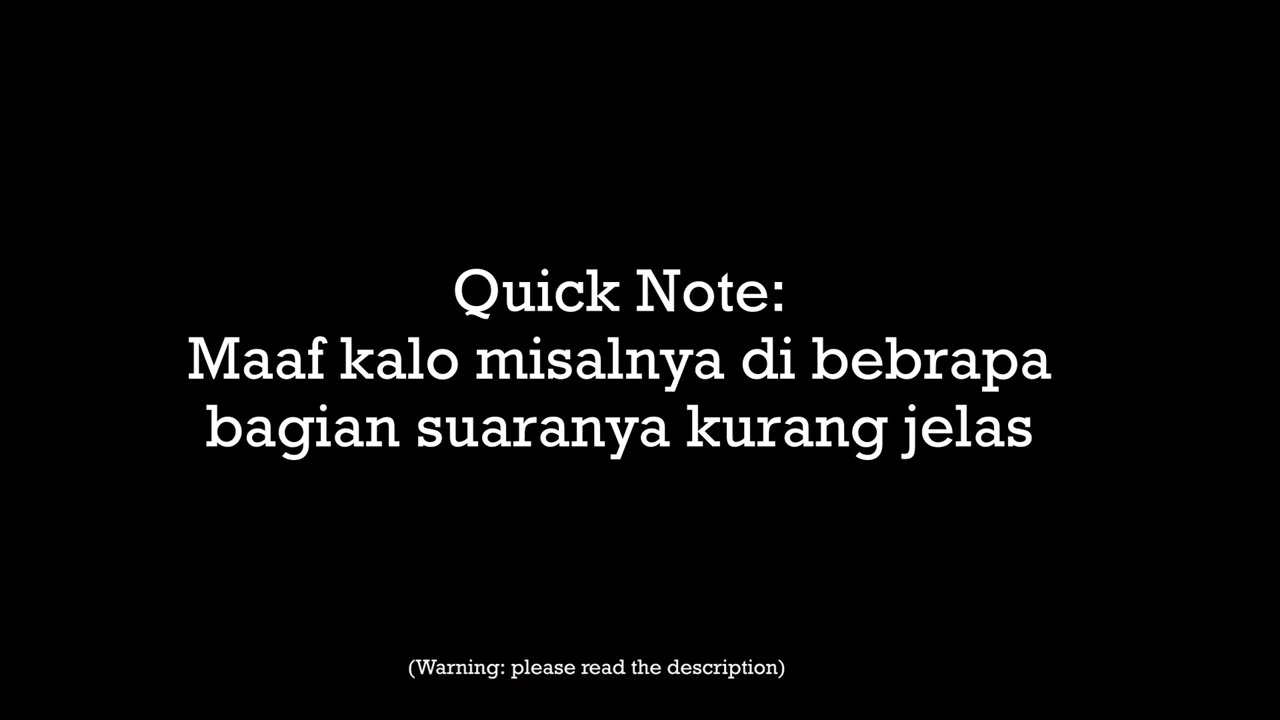 Quick Note:
Maaf kalo misalnya di bebrapa
bagian suaranya kurang jelas
(Warning: please read the description)